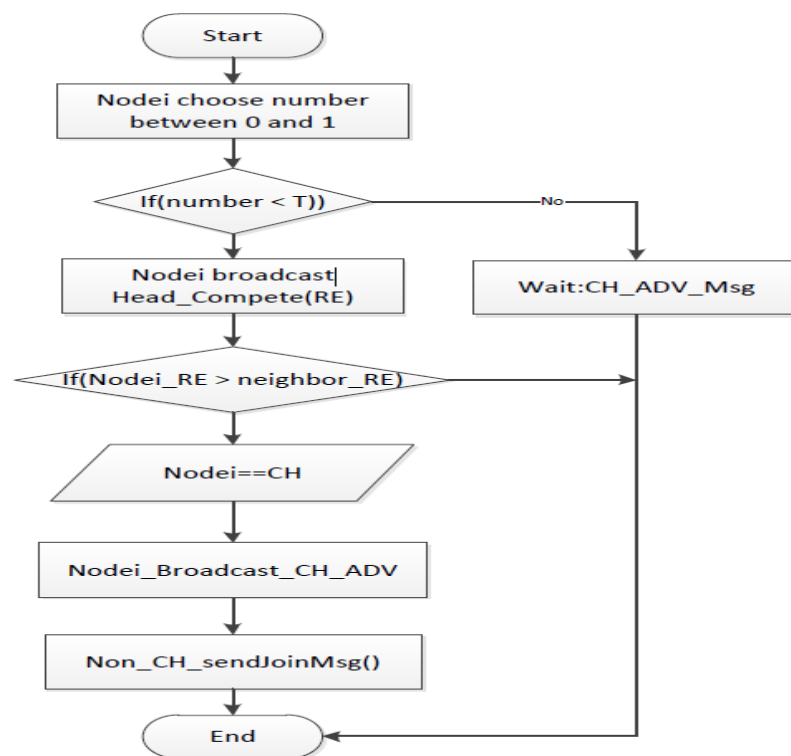 Start
Nodei choose number
between 0 and 1
If(number < T))
No
Nodei broadcast
Head_Compete(RE)
Wait:CH_ADV_Msg
If(Nodei_RE > neighbor_RE)
Nodei==CH
Nodei_Broadcast_CH_ADV
Non_CH_sendJoinMsg()
End